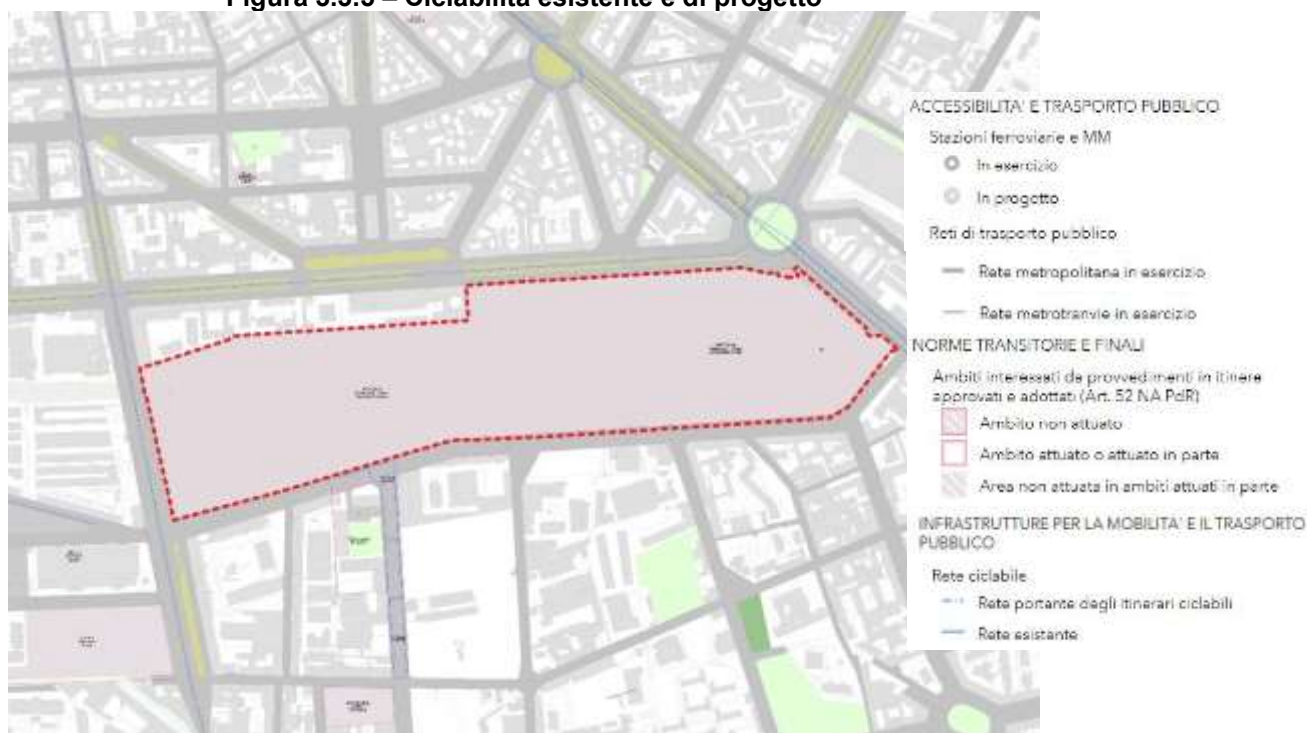 Figura 3.3.5 – Ciclabilità esistente e di progetto
ACCESSIBILITA' E TRASPORTO PUBBLICO
Stazioni ferroviarie e MM
In esercizio
In progetto
Reti di trasporto pubblico
Rete metropolitana in esercizio
Rete metrotranvie in esercizio
NORME TRANSITORIE E FINALI
Ambiti interessati da provvedimenti in itinere
approvati e adottati (Art. 52 NA PdR)
Ambito non attuato
Ambito attuato o attuato in parte
Area non attuata in ambiti attuati in parte
INFRASTRUTTURE PER LA MOBILITA' E IL TRASPORTO
PUBBLICO
Rete ciclabile
Rete portante degli itinerari ciclabili
Rete esistente